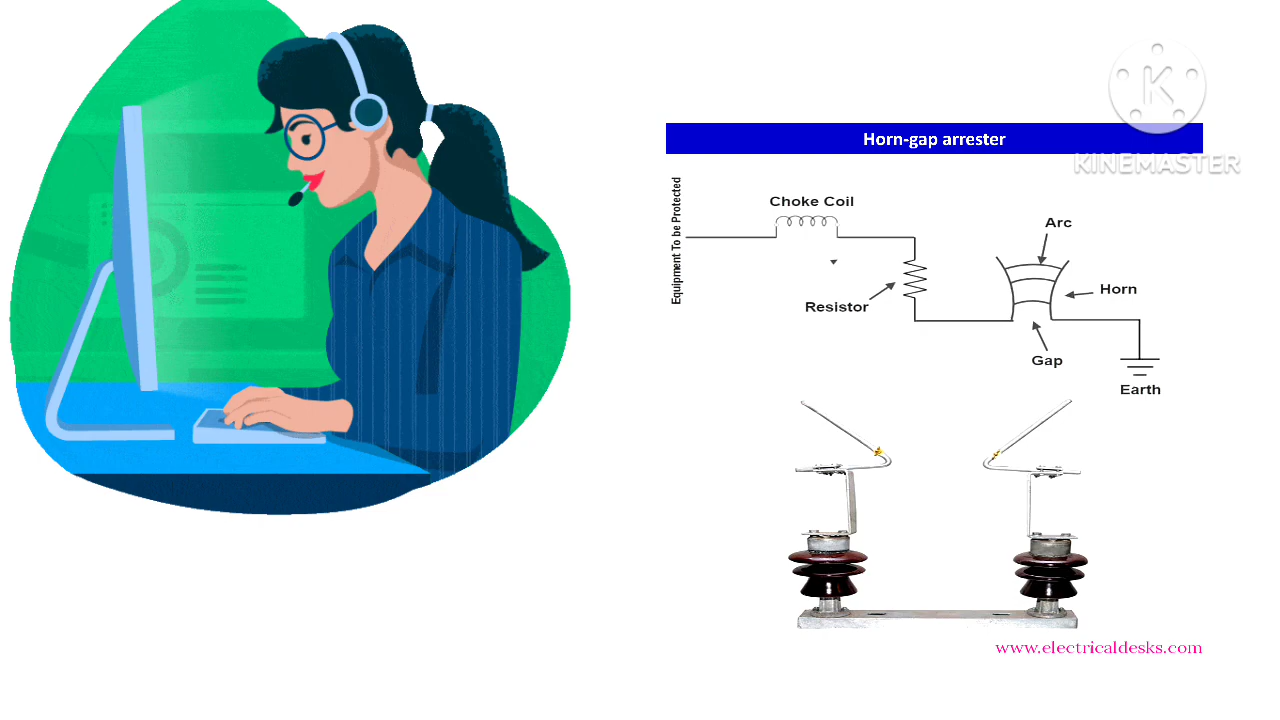 Horn-gap arrester
K
KINEMASTER
Equipment To be Protected
Choke Coil
Arc
Resistor
Horn
Gap
Earth
www.electricaldesks.com